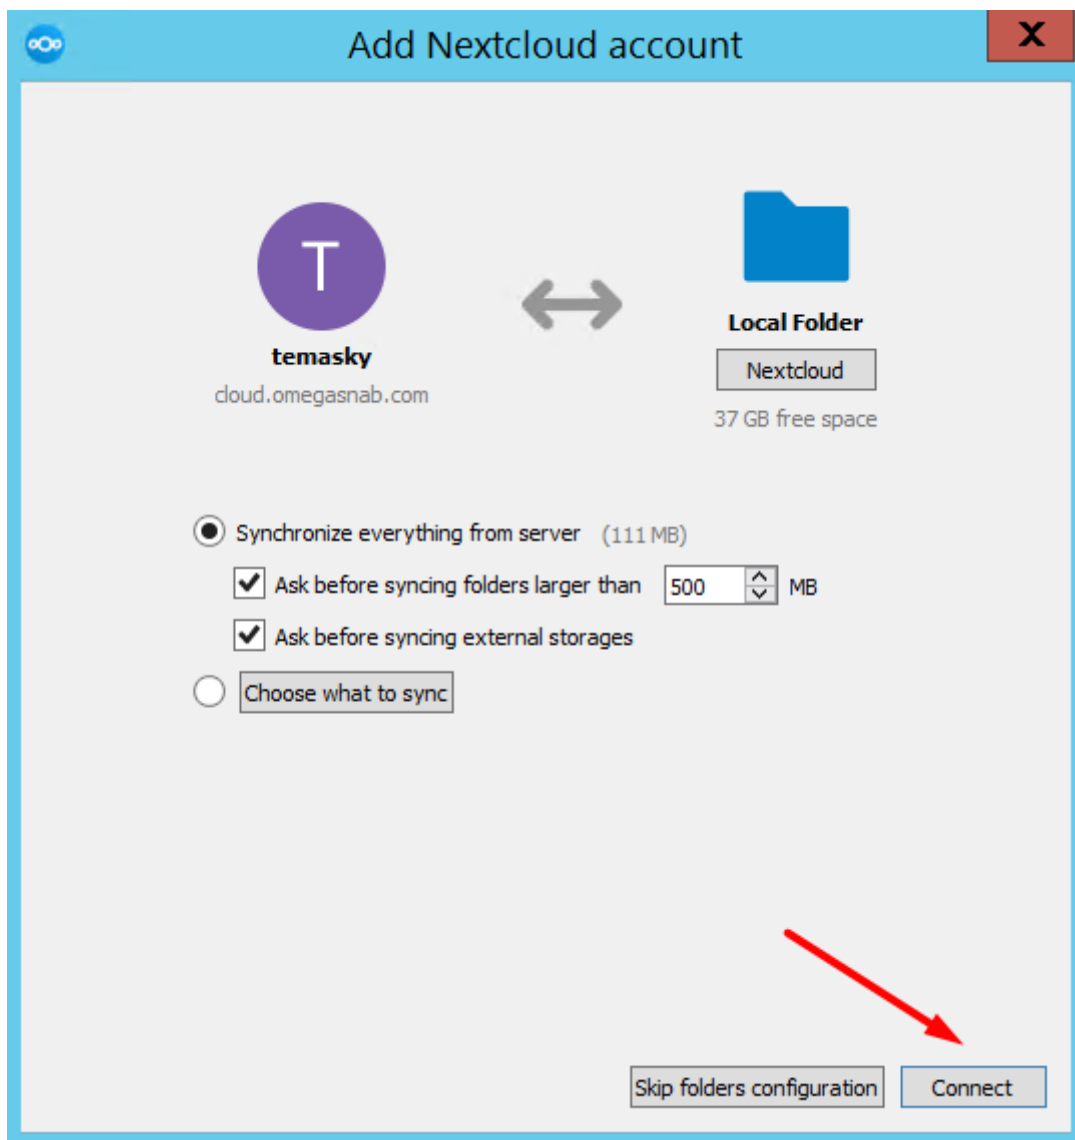 Add Nextcloud account
X
T
temasky
cloud.omegasnab.com
Local Folder
Nextcloud
37 GB free space
Synchronize everything from server (111 MB)
Ask before syncing folders larger than 500 MB
Ask before syncing external storages
Choose what to sync
Skip folders configuration Connect